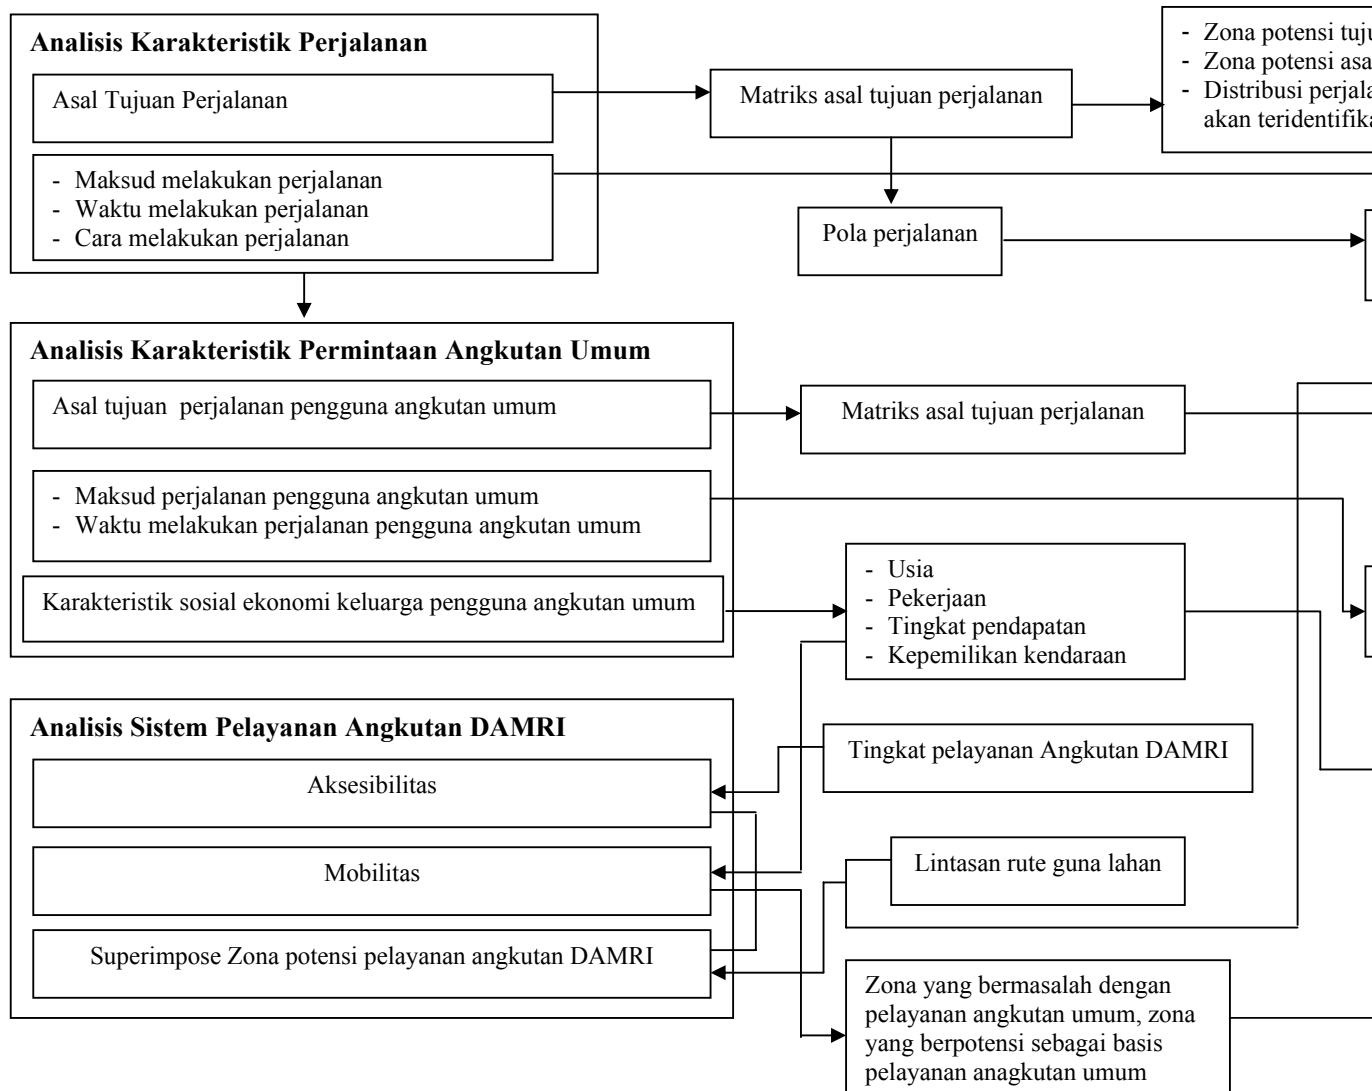 Analisis Karakteristik Perjalanan
Asal Tujuan Perjalanan
- Maksud melakukan perjalanan
- Waktu melakukan perjalanan
- Cara melakukan perjalanan
Matriks asal tujuan perjalanan
- Zona potensi
- Zona potensi
- Distribusi
akan
Pola perjalanan
Analisis Karakteristik Permintaan Angkutan Umum
Asal tujuan perjalanan pengguna angkutan umum
- Maksud perjalanan pengguna angkutan umum
- Waktu melakukan perjalanan pengguna angkutan umum
Karakteristik sosial ekonomi keluarga pengguna angkutan umum
Matriks asal tujuan perjalanan
- Usia
- Pekerjaan
- Tingkat pendapatan
- Kepemilikan kendaraan
Analisis Sistem Pelayanan Angkutan DAMRI
Aksesibilitas
Mobilitas
Superimpose Zona potensi pelayanan angkutan DAMRI
Tingkat pelayanan Angkutan DAMRI
Lintasan rute guna lahan
Zona yang bermasalah dengan
pelayanan angkutan umum, zona
yang berpotensi sebagai basis
pelayanan anagkutan umum